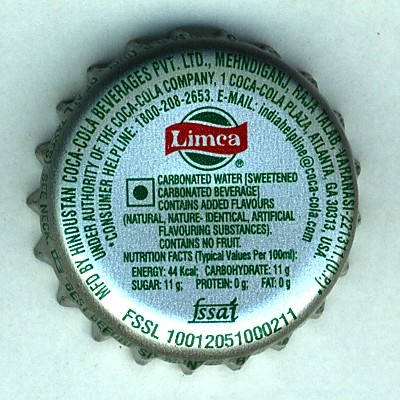 MFD BY HINDUSTAN COCA-COLA BEVERAGES PVT. LTD., MEHNDIGANJ, RAJA TALAB, VARANASI-221311, (U.P.)*
UNDER AUTHORITY OF THE COCA-COLA COMPANY, 1 COCA-COLA PLAZA, ATLANTA, GA 30373, USA.
*CONSUMER HELPLINE: 1800-208-2653. E-MAIL: indiahelpline@coca-cola.com
Limca
®
CARBONATED WATER [SWEETENED
CARBONATED BEVERAGE]
CONTAINS ADDED FLAVOURS
(NATURAL, NATURE- IDENTICAL, ARTIFICIAL
FLAVOURING SUBSTANCES).
CONTAINS NO FRUIT.
NUTRITION FACTS (Typical Values Per 100ml):
ENERGY: 44 Kcal; CARBOHYDRATE: 11 g
SUGAR: 11 g; PROTEIN: 0 g; FAT: 0 g
fssai
FSSL 10012051000211